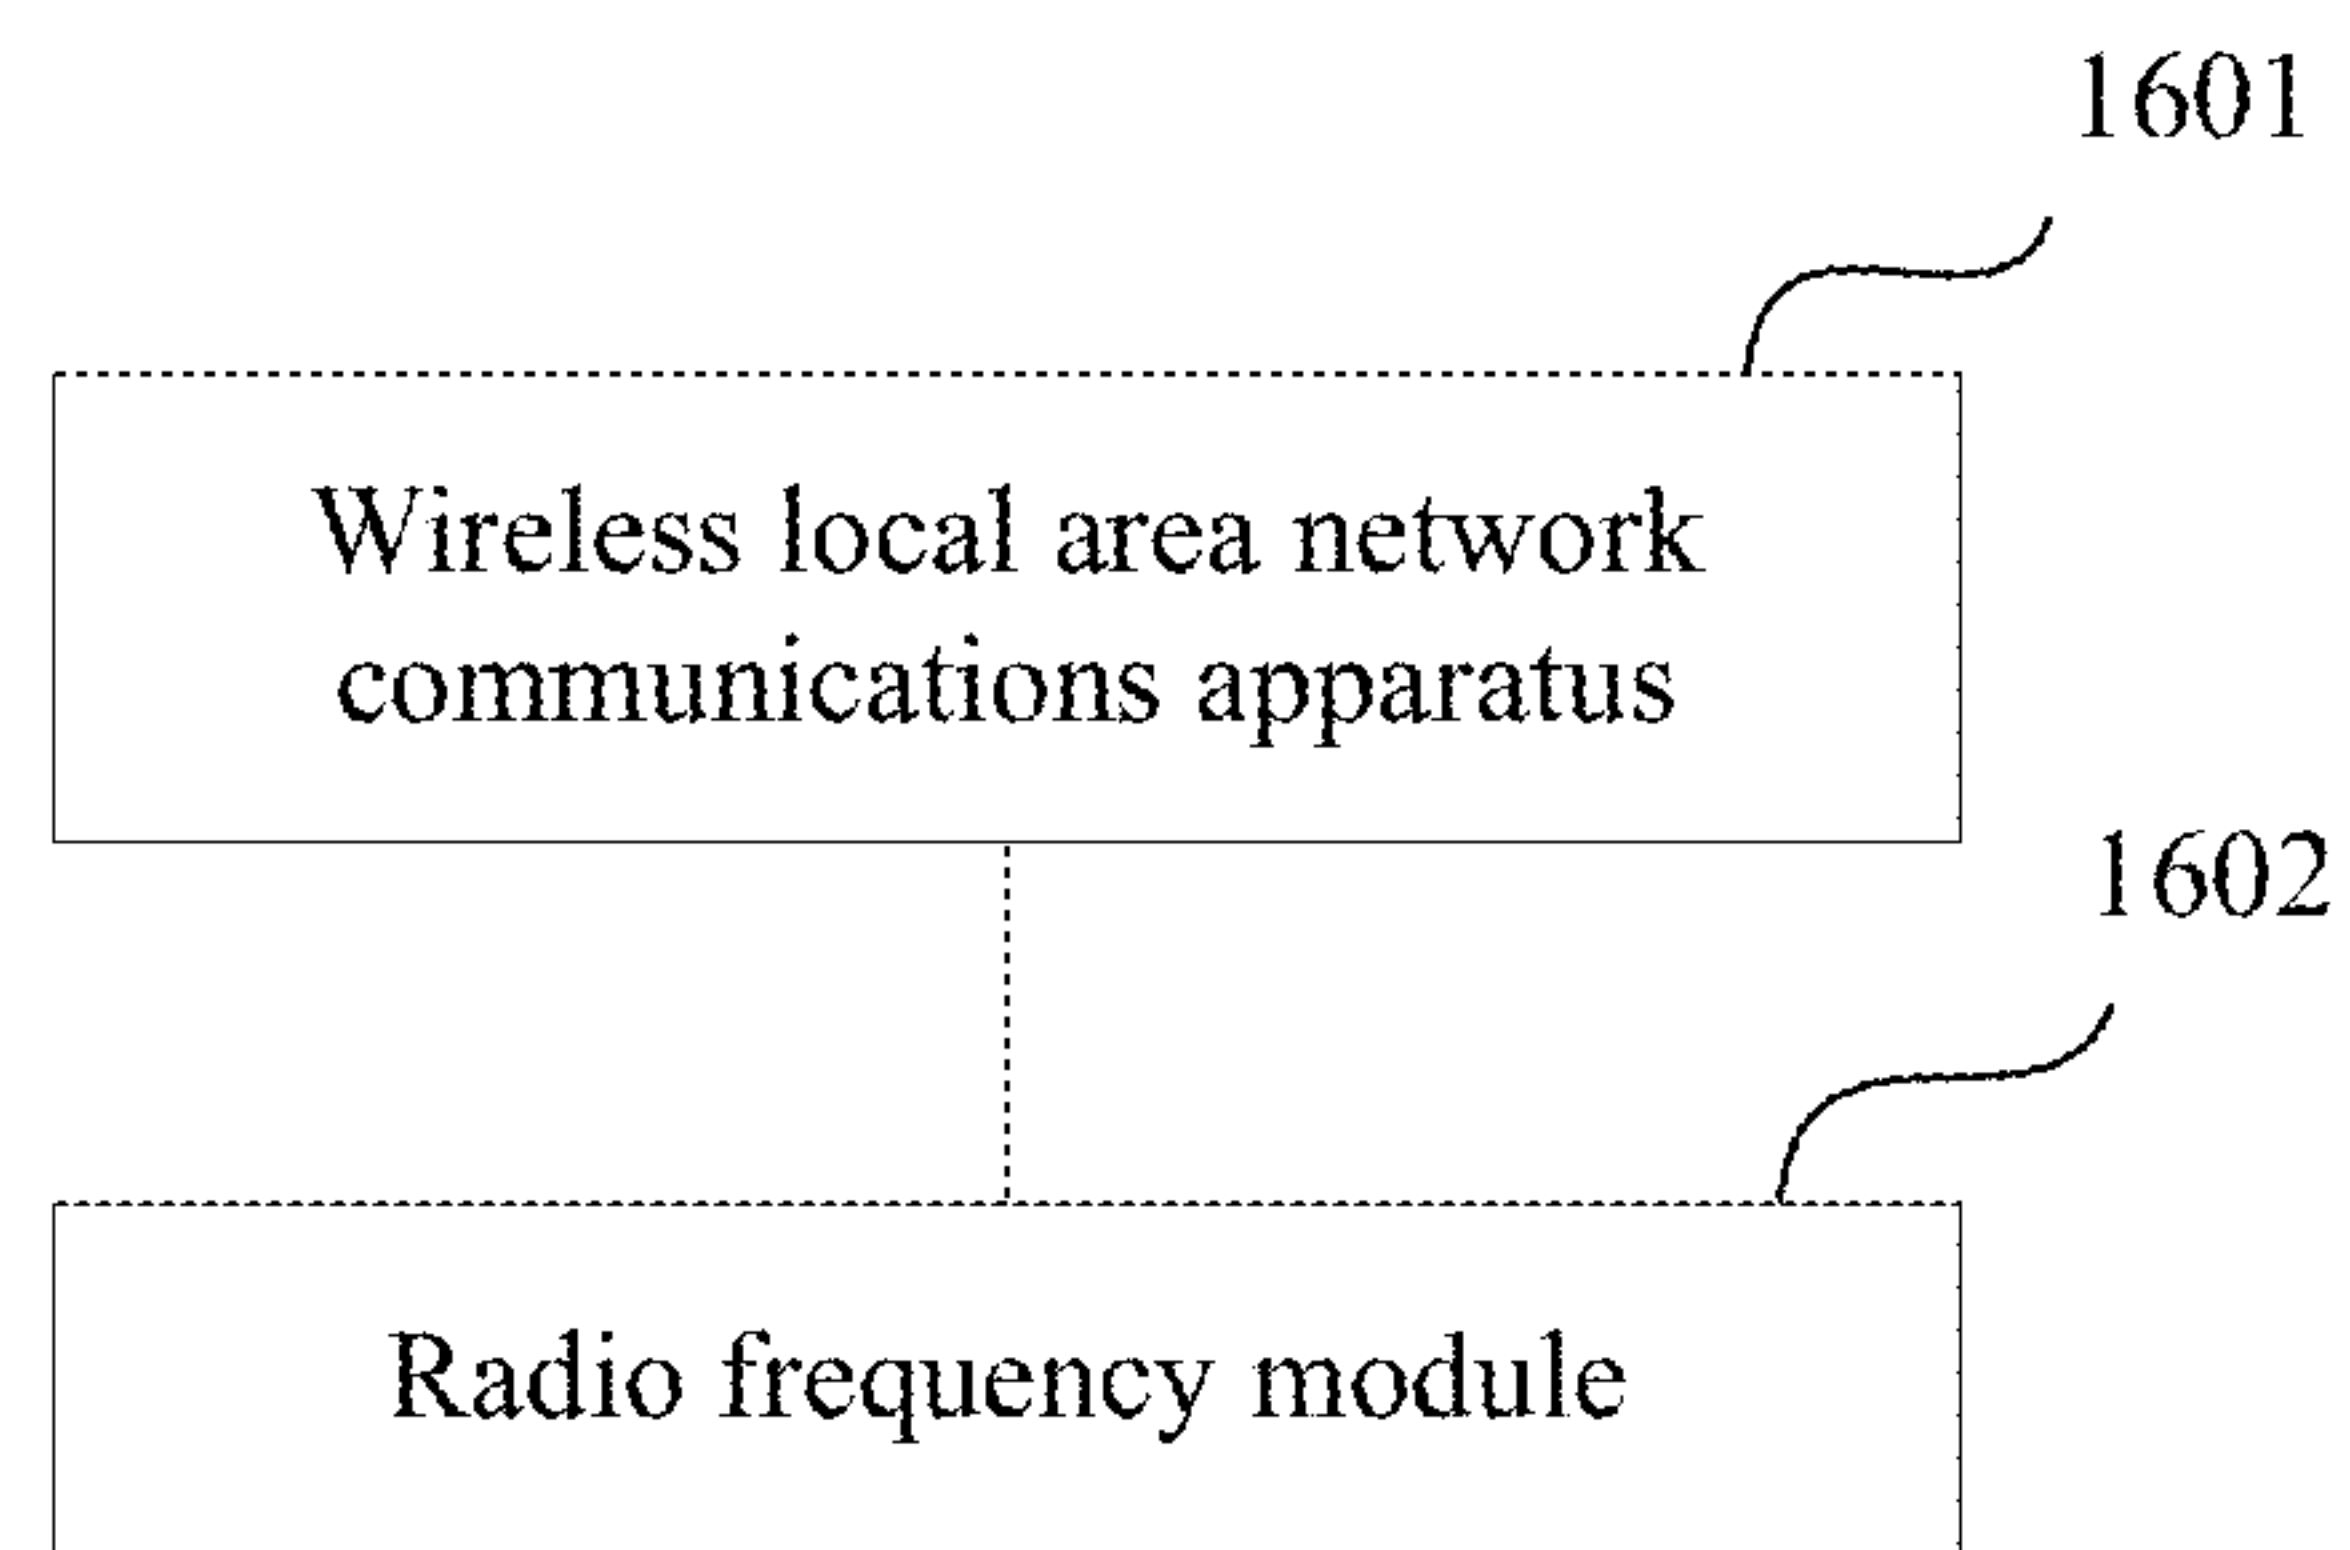 1601
Wireless local area network
communications apparatus
1602
Radio frequency module